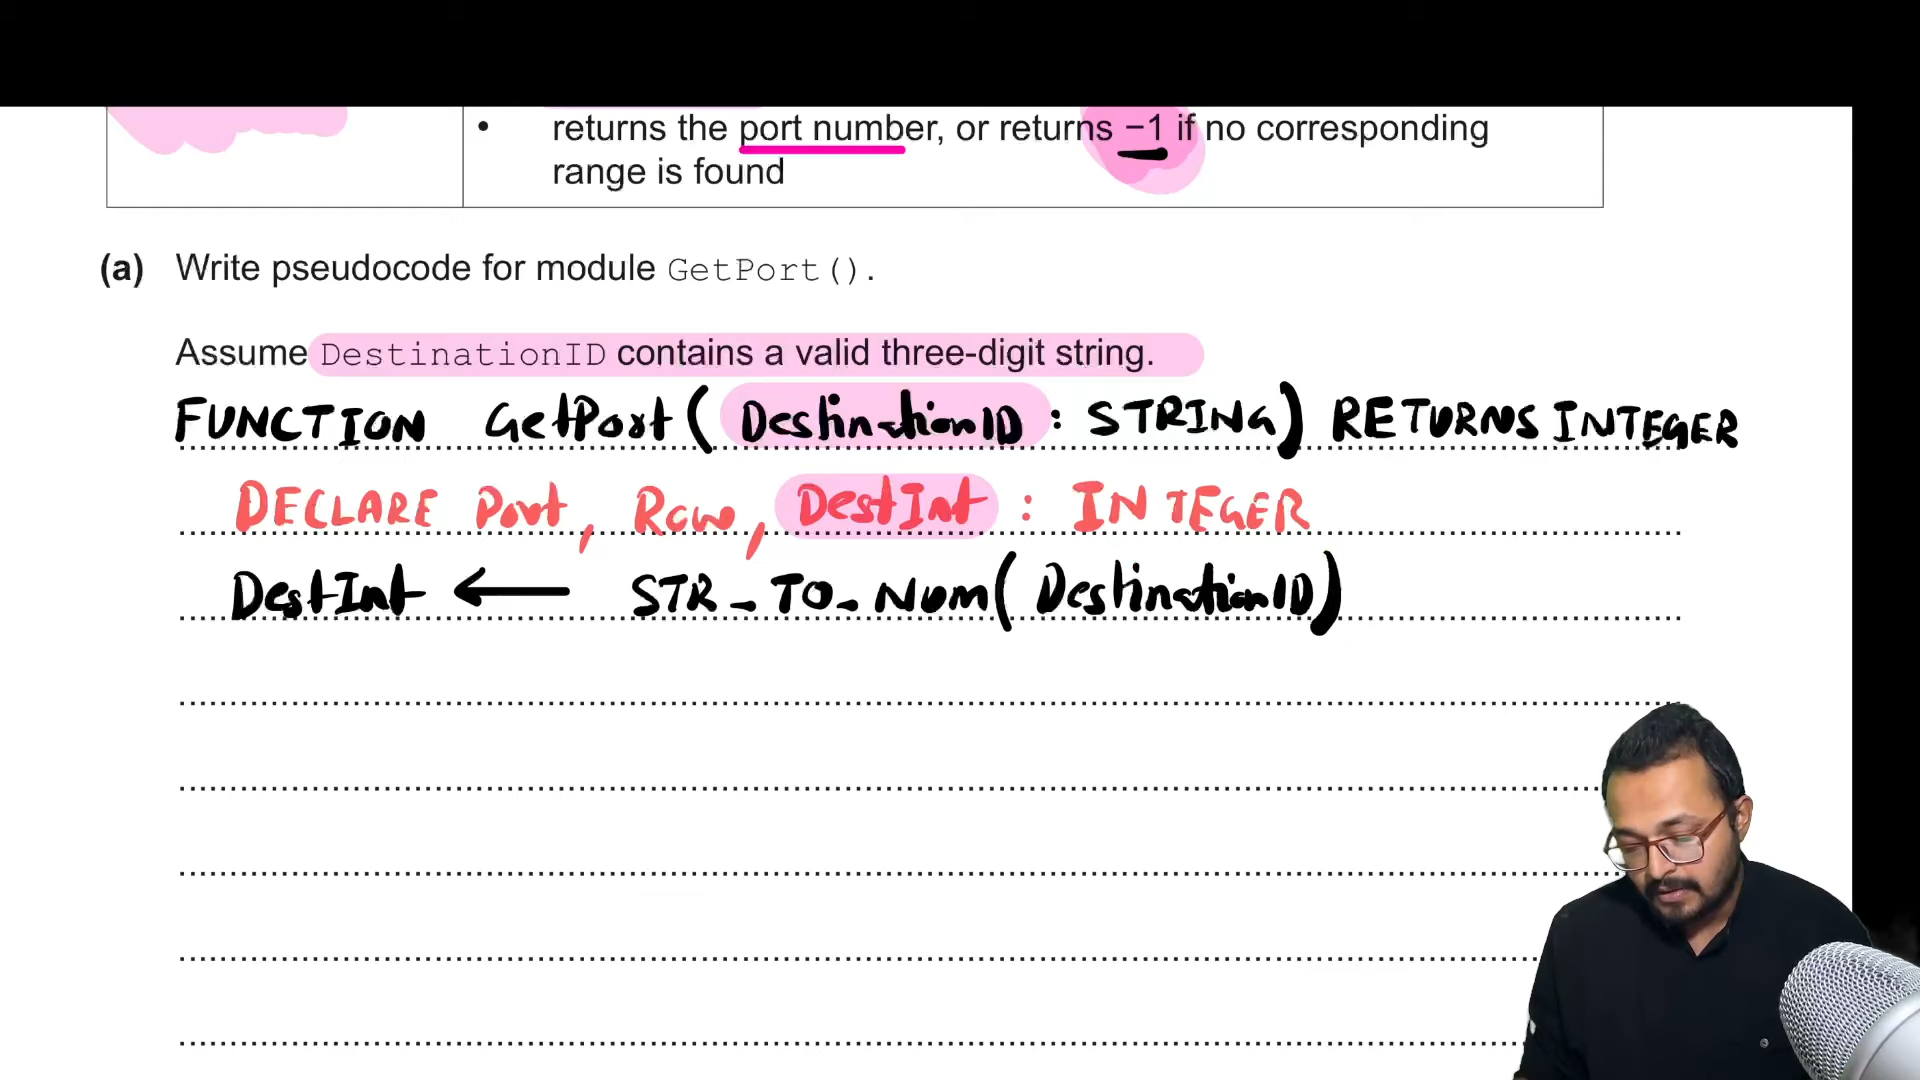 • returns the port number, or returns −1 if no corresponding
range is found
(a) Write pseudocode for module GetPort().
Assume DestinationID contains a valid three-digit string.
FUNCTION GetPort( DestinationID : STRING) RETURNS INTEGER
DECLARE Port, Row, DestInt : INTEGER
DestInt ← STR_TO_NUM(DestinationID)